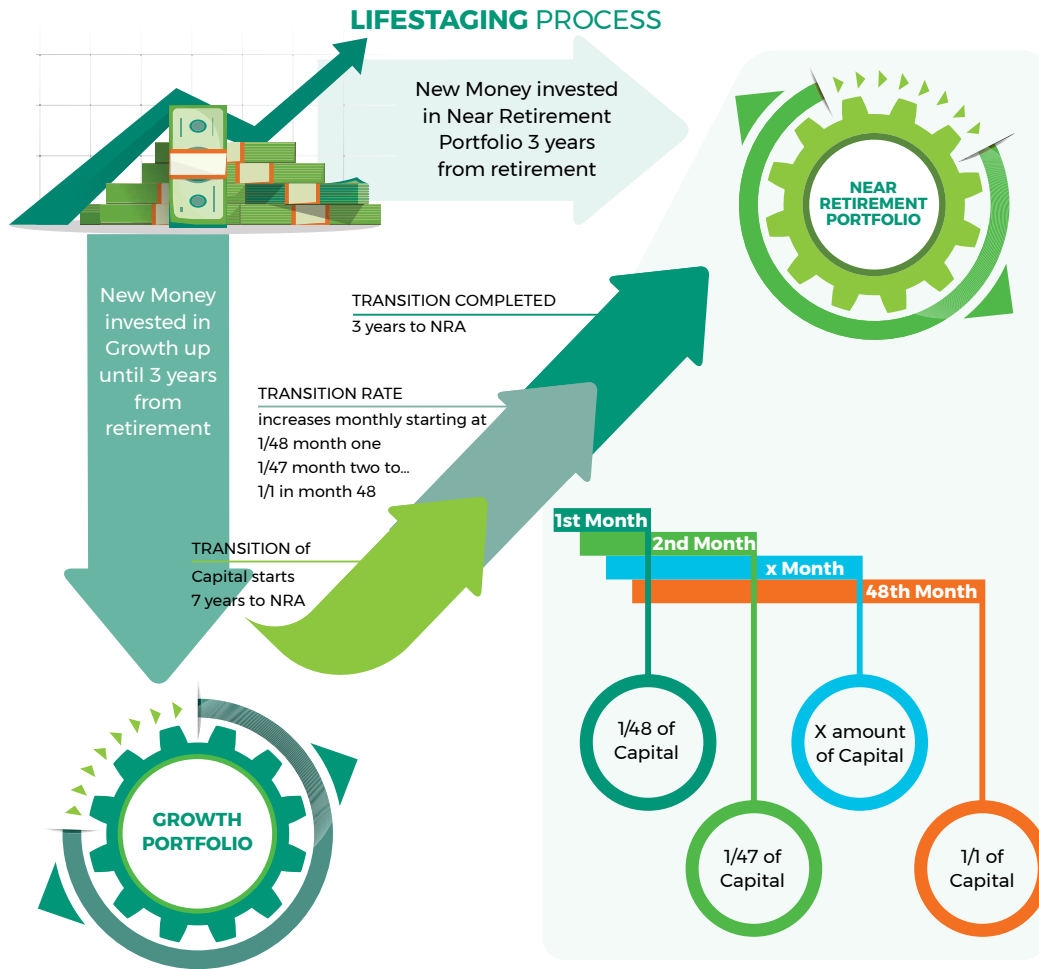 LIFESTAGING PROCESS
New Money invested
in Near Retirement
Portfolio 3 years
from retirement
NEAR
RETIREMENT
PORTFOLIO
New Money
invested in
Growth up
until 3 years
from
retirement
TRANSITION COMPLETED
3 years to NRA
TRANSITION RATE
increases monthly starting at
1/48 month one
1/47 month two to...
1/1 in month 48
TRANSITION of
Capital starts
7 years to NRA
GROWTH
PORTFOLIO
1st Month
2nd Month
x Month
48th Month
1/48 of
Capital
X amount
of Capital
1/47 of
Capital
1/1 of
Capital